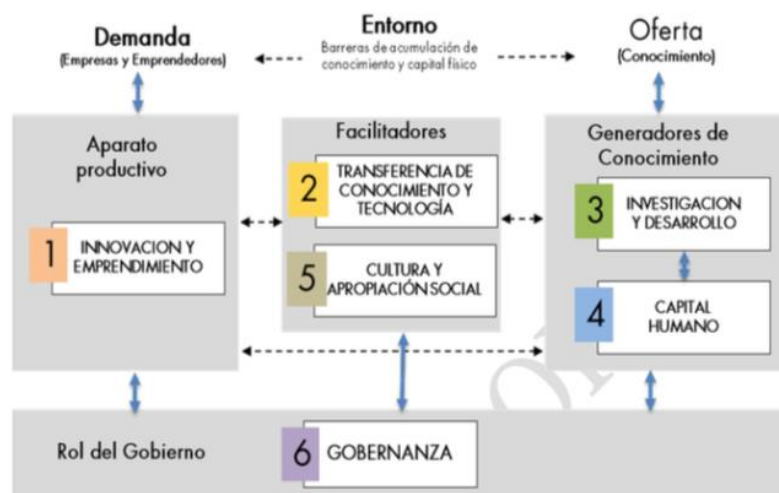 Demanda
(Empresas y Emprendedores)
Entorno
Barreras de acumulación de
conocimiento y capital físico
Oferta
(Conocimiento)
Aparato
productivo
1
INNOVACION Y
EMPRENDIMIENTO
Facilitadores
2
TRANSFERENCIA DE
CONOCIMIENTO Y
TECNOLOGÍA
5
CULTURA Y
APROPIACIÓN SOCIAL
Generadores de
Conocimiento
3
INVESTIGACION
Y DESARROLLO
4
CAPITAL
HUMANO
Rol del Gobierno
6
GOBERNANZA